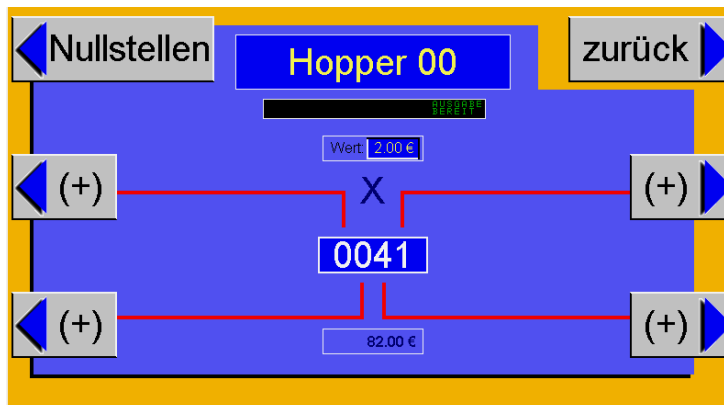 Nullstellen
Hopper 00
zurück
AUSGABE
BEREIT
Wert: 2.00 €
(+)
X
(+)
0041
(+)
(+)
82.00 €